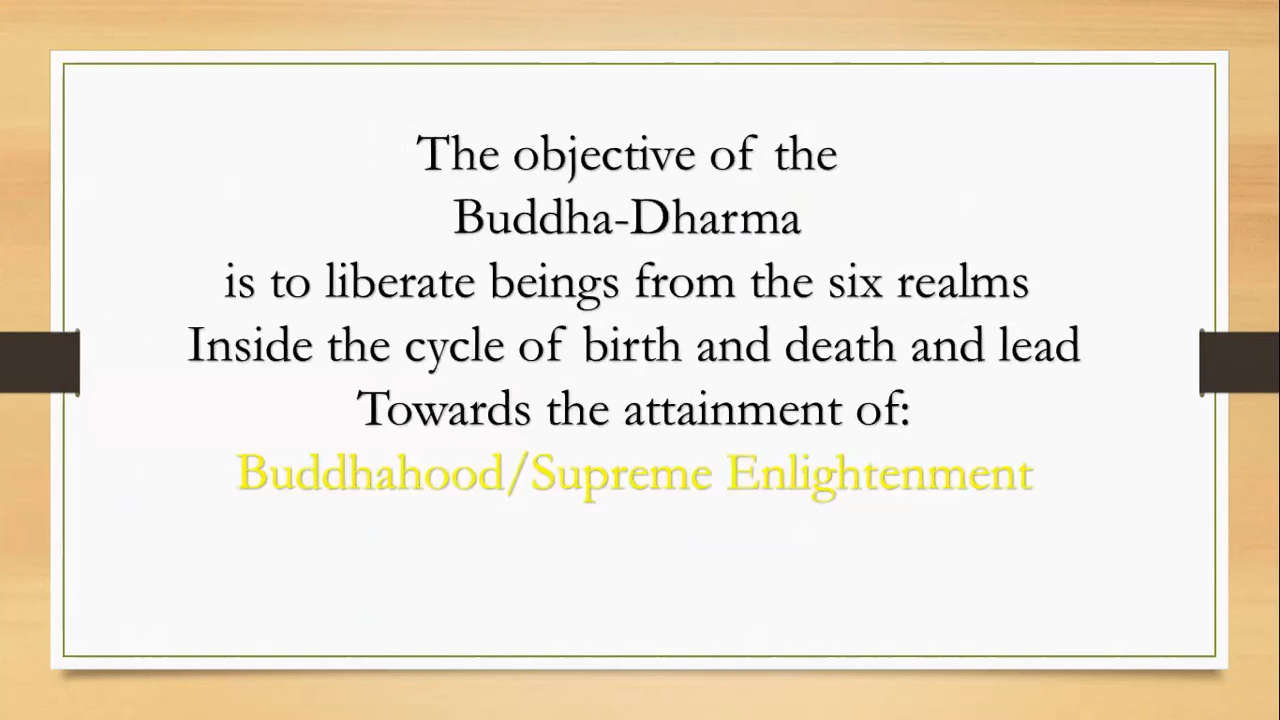 The objective of the
Buddha-Dharma
is to liberate beings from the six realms
Inside the cycle of birth and death and lead
Towards the attainment of:
Buddhahood/Supreme Enlightenment